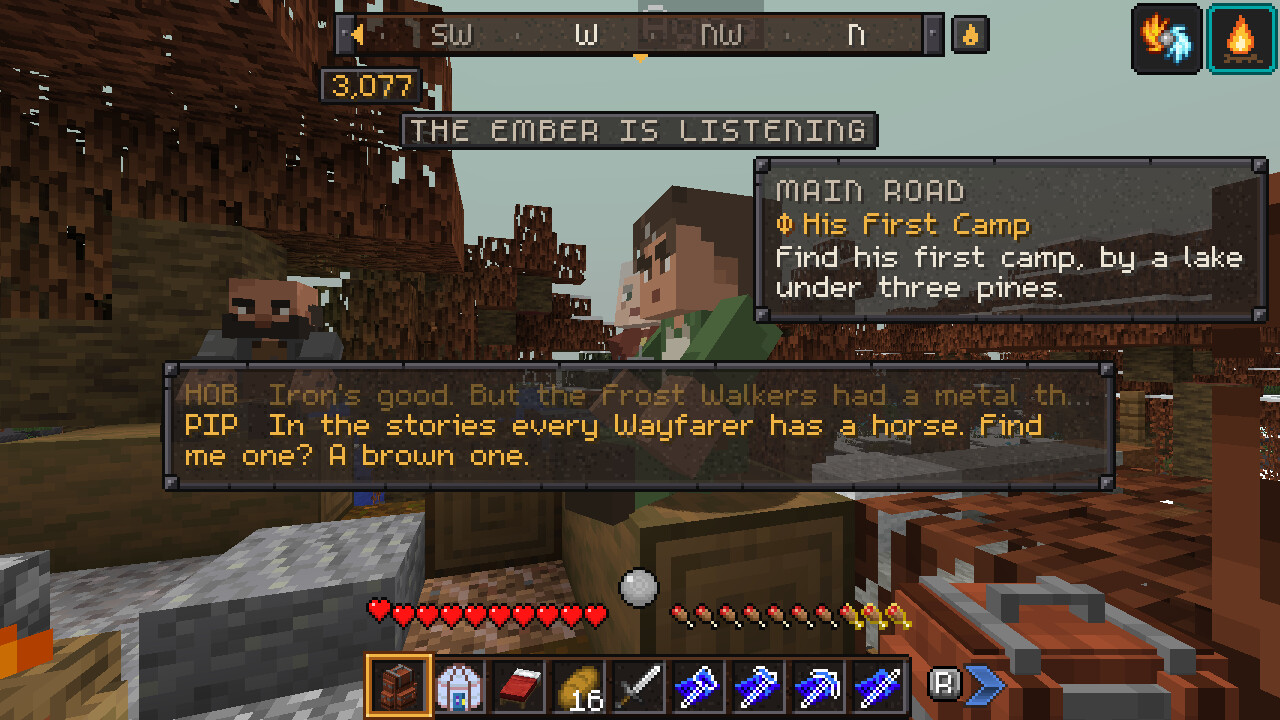 SW W NW N
3,077
THE EMBER IS LISTENING
MAIN ROAD
His First Camp
Find his first camp, by a lake
under three pines.
HOB Iron's good. But the Frost Walkers had a metal th...
PIP In the stories every Wayfarer has a horse. Find
me one? A brown one.
16
R